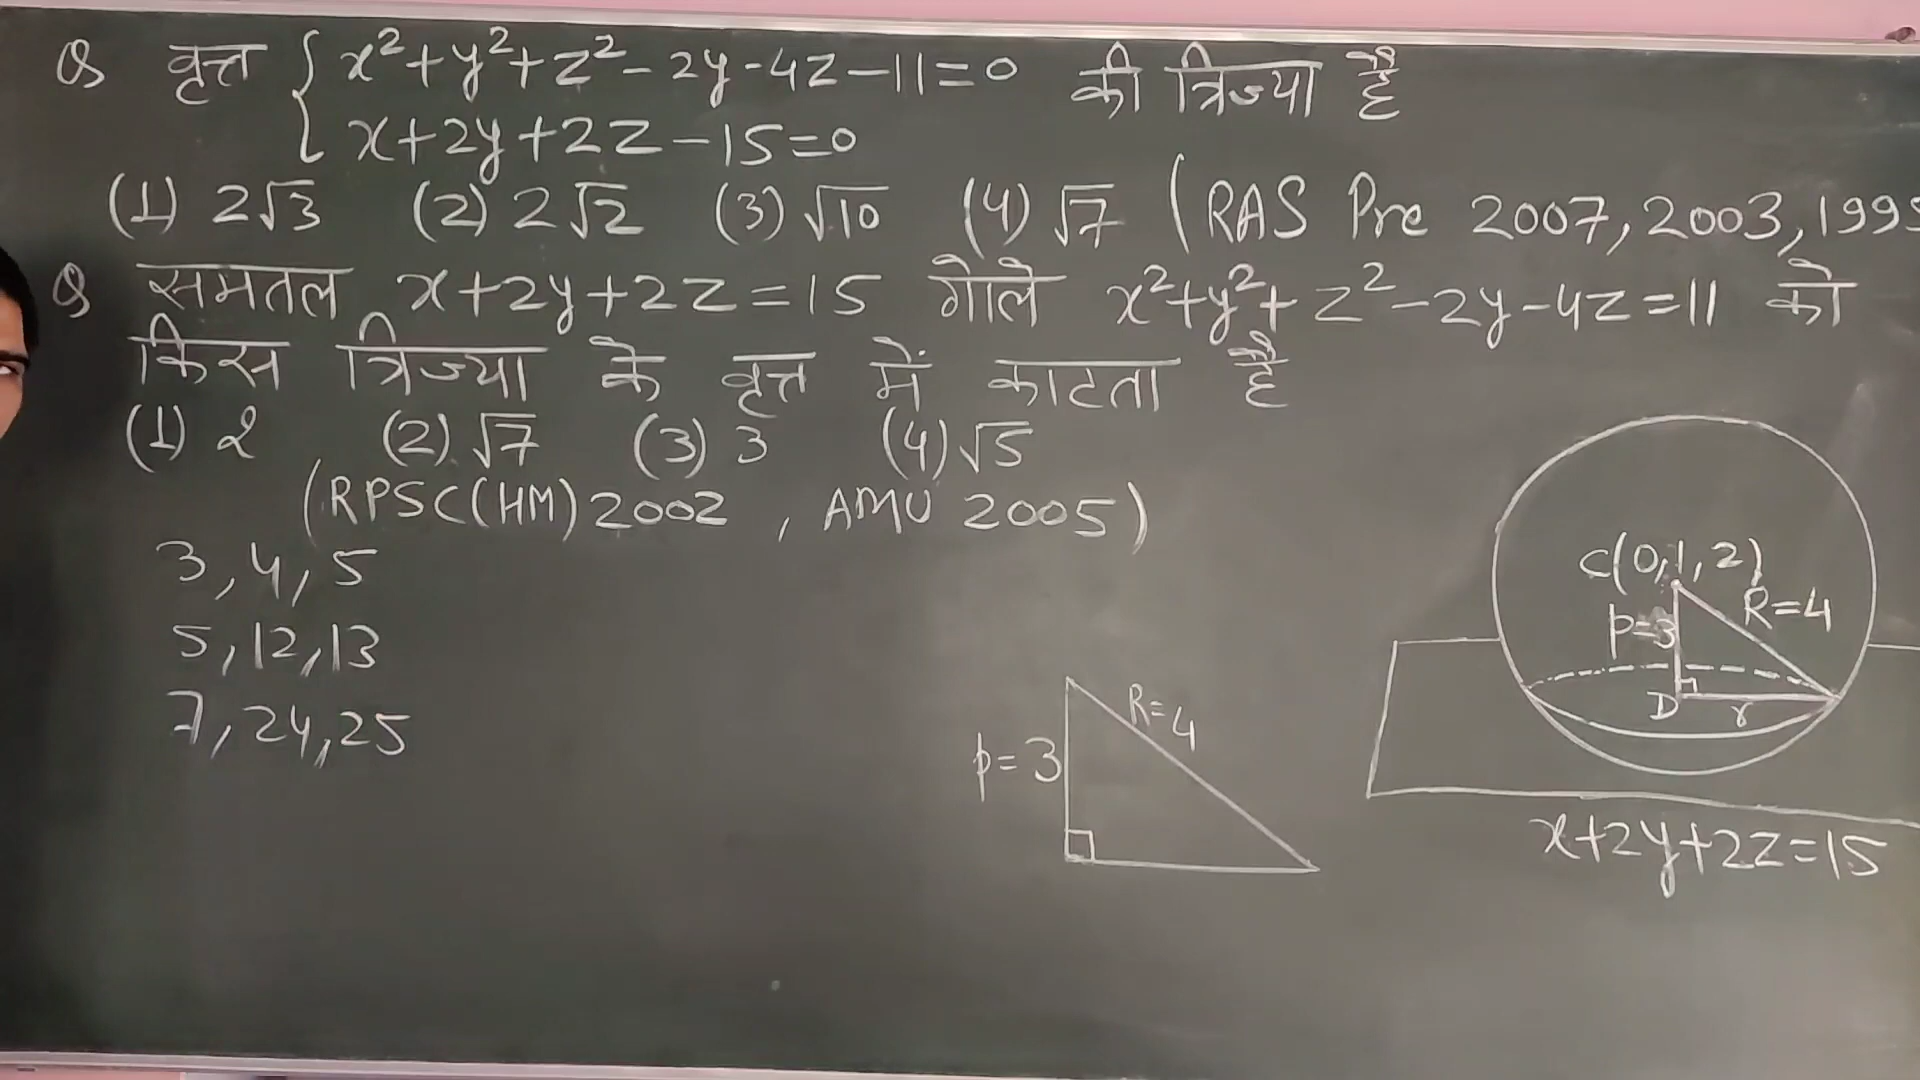 Q वृत्त { x²+y²+z²-2y-4z-11=0 की त्रिज्या है
x+2y+2z-15=0
(1) 2√3 (2) 2√2 (3) √10 (4) √7 (RAS Pre 2007, 2003, 199
Q समतल x+2y+2z=15 गोले x²+y²+z²-2y-4z=11 को
किस त्रिज्या के वृत्त में काटता है
(1) 2 (2) √7 (3) 3 (4) √5
(RPSC(HM) 2002 , AMU 2005)
3, 4, 5
5, 12, 13
7, 24, 25
p=3
R=4
C(0,1,2)
p=3
R=4
D
r
x+2y+2z=15